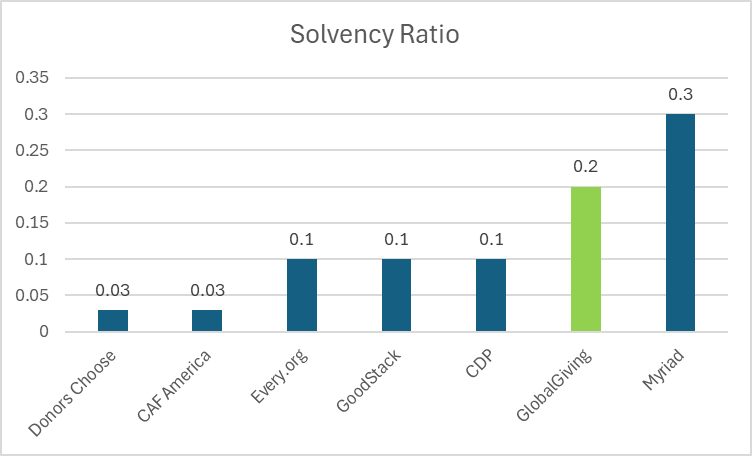 Solvency Ratio
0.35
0.3
0.25
0.2
0.15
0.1
0.05
0
0.03
0.03
0.1
0.1
0.1
0.2
0.3
Donors Choose
CAF America
Every.org
GoodStack
CDP
GlobalGiving
Myriad